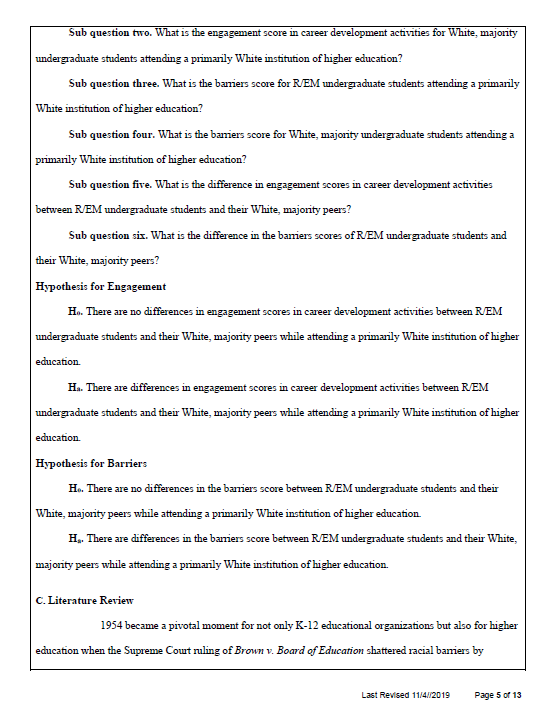 Sub question two. What is the engagement score in career development activities for White, majority
undergraduate students attending a primarily White institution of higher education?
Sub question three. What is the barriers score for R/EM undergraduate students attending a primarily
White institution of higher education?
Sub question four. What is the barriers score for White, majority undergraduate students attending a
primarily White institution of higher education?
Sub question five. What is the difference in engagement scores in career development activities
between R/EM undergraduate students and their White, majority peers?
Sub question six. What is the difference in the barriers scores of R/EM undergraduate students and
their White, majority peers?
Hypothesis for Engagement
H₀. There are no differences in engagement scores in career development activities between R/EM
undergraduate students and their White, majority peers while attending a primarily White institution of higher
education.
Hₐ. There are differences in engagement scores in career development activities between R/EM
undergraduate students and their White, majority peers while attending a primarily White institution of higher
education.
Hypothesis for Barriers
H₀. There are no differences in the barriers score between R/EM undergraduate students and their
White, majority peers while attending a primarily White institution of higher education.
Hₐ. There are differences in the barriers score between R/EM undergraduate students and their White,
majority peers while attending a primarily White institution of higher education.
C. Literature Review
1954 became a pivotal moment for not only K-12 educational organizations but also for higher
education when the Supreme Court ruling of Brown v. Board of Education shattered racial barriers by
Last Revised 11/4//2019 Page 5 of 13